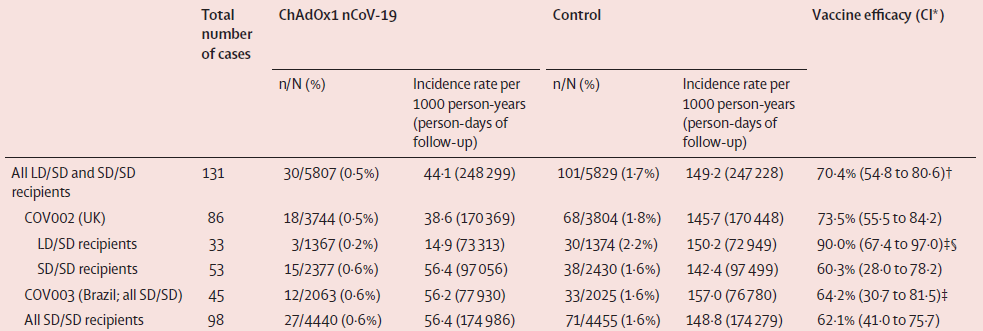 Total number of cases ChAdOx1 nCoV-19 Control Vaccine efficacy (CI*)
n/N (%) Incidence rate per 1000 person-years (person-days of follow-up) n/N (%) Incidence rate per 1000 person-years (person-days of follow-up)
All LD/SD and SD/SD recipients 131 30/5807 (0·5%) 44·1 (248 299) 101/5829 (1·7%) 149·2 (247 228) 70·4% (54·8 to 80·6)†
COV002 (UK) 86 18/3744 (0·5%) 38·6 (170 369) 68/3804 (1·8%) 145·7 (170 448) 73·5% (55·5 to 84·2)
LD/SD recipients 33 3/1367 (0·2%) 14·9 (73 313) 30/1374 (2·2%) 150·2 (72 949) 90·0% (67·4 to 97·0)‡§
SD/SD recipients 53 15/2377 (0·6%) 56·4 (97 056) 38/2430 (1·6%) 142·4 (97 499) 60·3% (28·0 to 78·2)
COV003 (Brazil; all SD/SD) 45 12/2063 (0·6%) 56·2 (77 930) 33/2025 (1·6%) 157·0 (76 780) 64·2% (30·7 to 81·5)‡
All SD/SD recipients 98 27/4440 (0·6%) 56·4 (174 986) 71/4455 (1·6%) 148·8 (174 279) 62·1% (41·0 to 75·7)